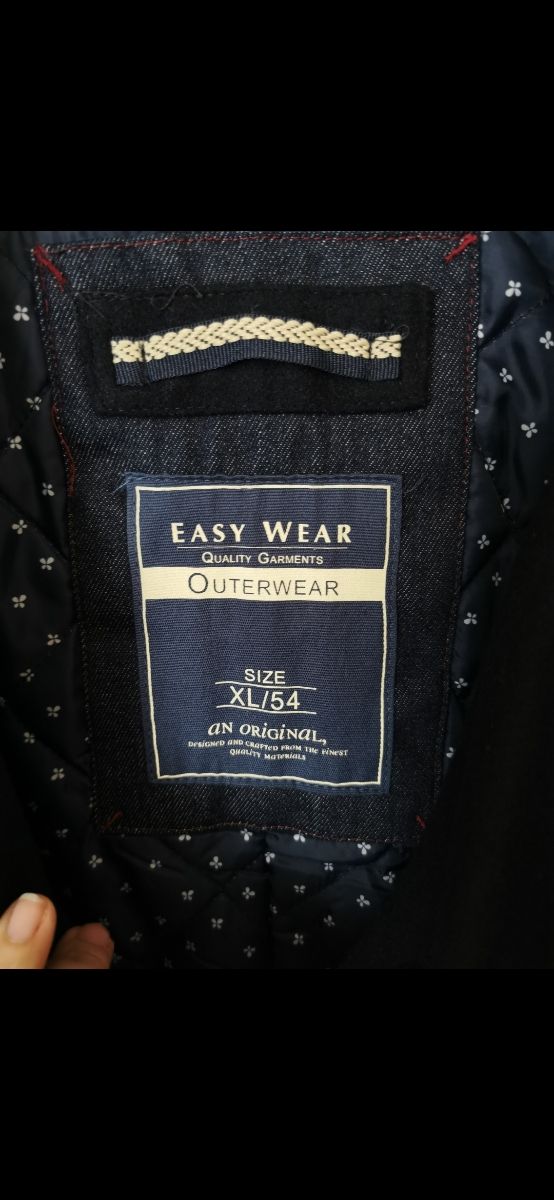 EASY WEAR
QUALITY GARMENTS
OUTERWEAR
SIZE
XL/54
an ORIGINAL,
DESIGNED AND CRAFTED FROM THE FINEST
QUALITY MATERIALS